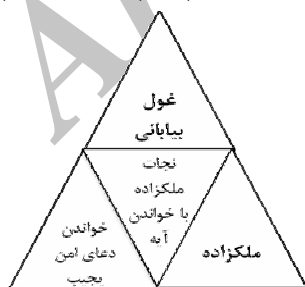 غول
بیابانی
نجات
ملکزاده
با خواندن
آیه
خواندن
دعای امن
یجیب
ملکزاده